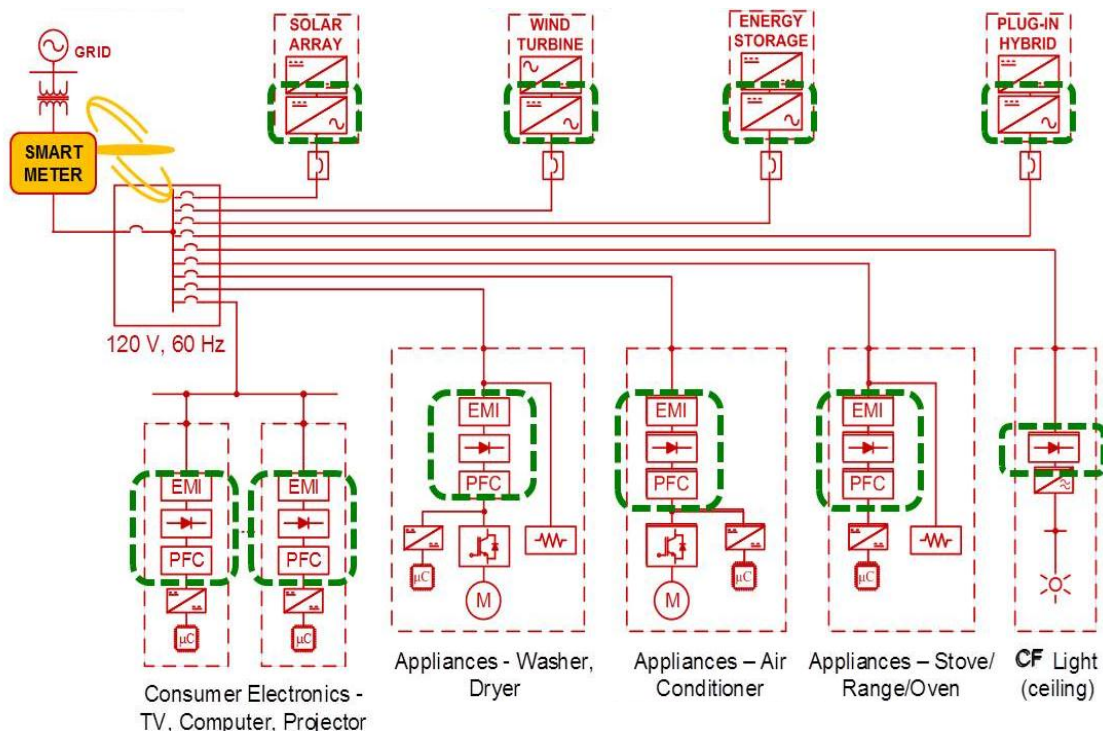 SOLAR
ARRAY
WIND
TURBINE
ENERGY
STORAGE
PLUG-IN
HYBRID
GRID
SMART
METER
120 V, 60 Hz
EMI
PFC
μC
EMI
PFC
μC
EMI
PFC
μC
M
EMI
PFC
M
μC
EMI
PFC
μC
Consumer Electronics -
TV, Computer, Projector
Appliances - Washer,
Dryer
Appliances – Air
Conditioner
Appliances – Stove/
Range/Oven
CF Light
(ceiling)